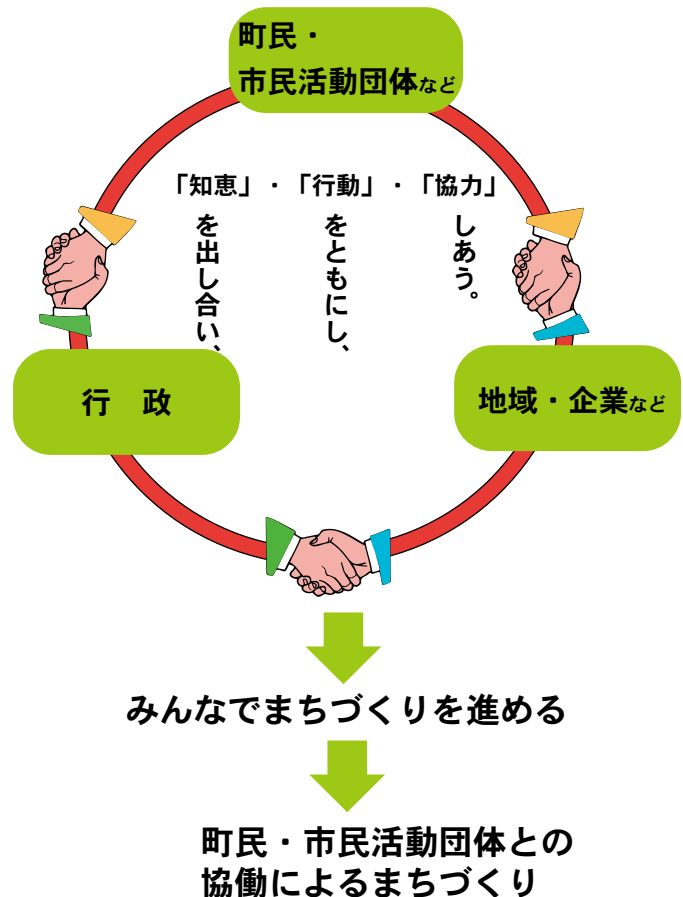 町民・
市民活動団体など
「知恵」・「行動」・「協力」
を出し合い、
をともにし、
しあう。
行　政
地域・企業など
みんなでまちづくりを進める
町民・市民活動団体との
協働によるまちづくり